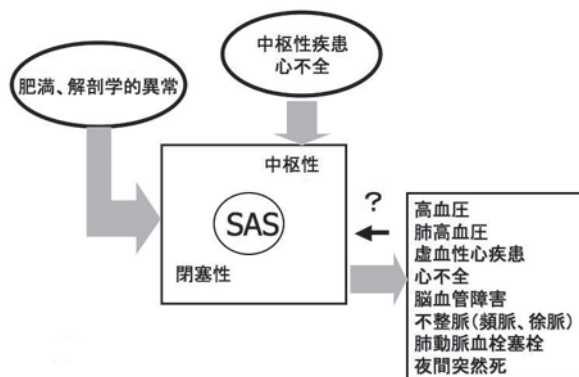 中枢性疾患
心不全
肥満、解剖学的異常
中枢性
SAS
閉塞性
?
高血圧
肺高血圧
虚血性心疾患
心不全
脳血管障害
不整脈(頻脈、徐脈)
肺動脈血栓塞栓
夜間突然死